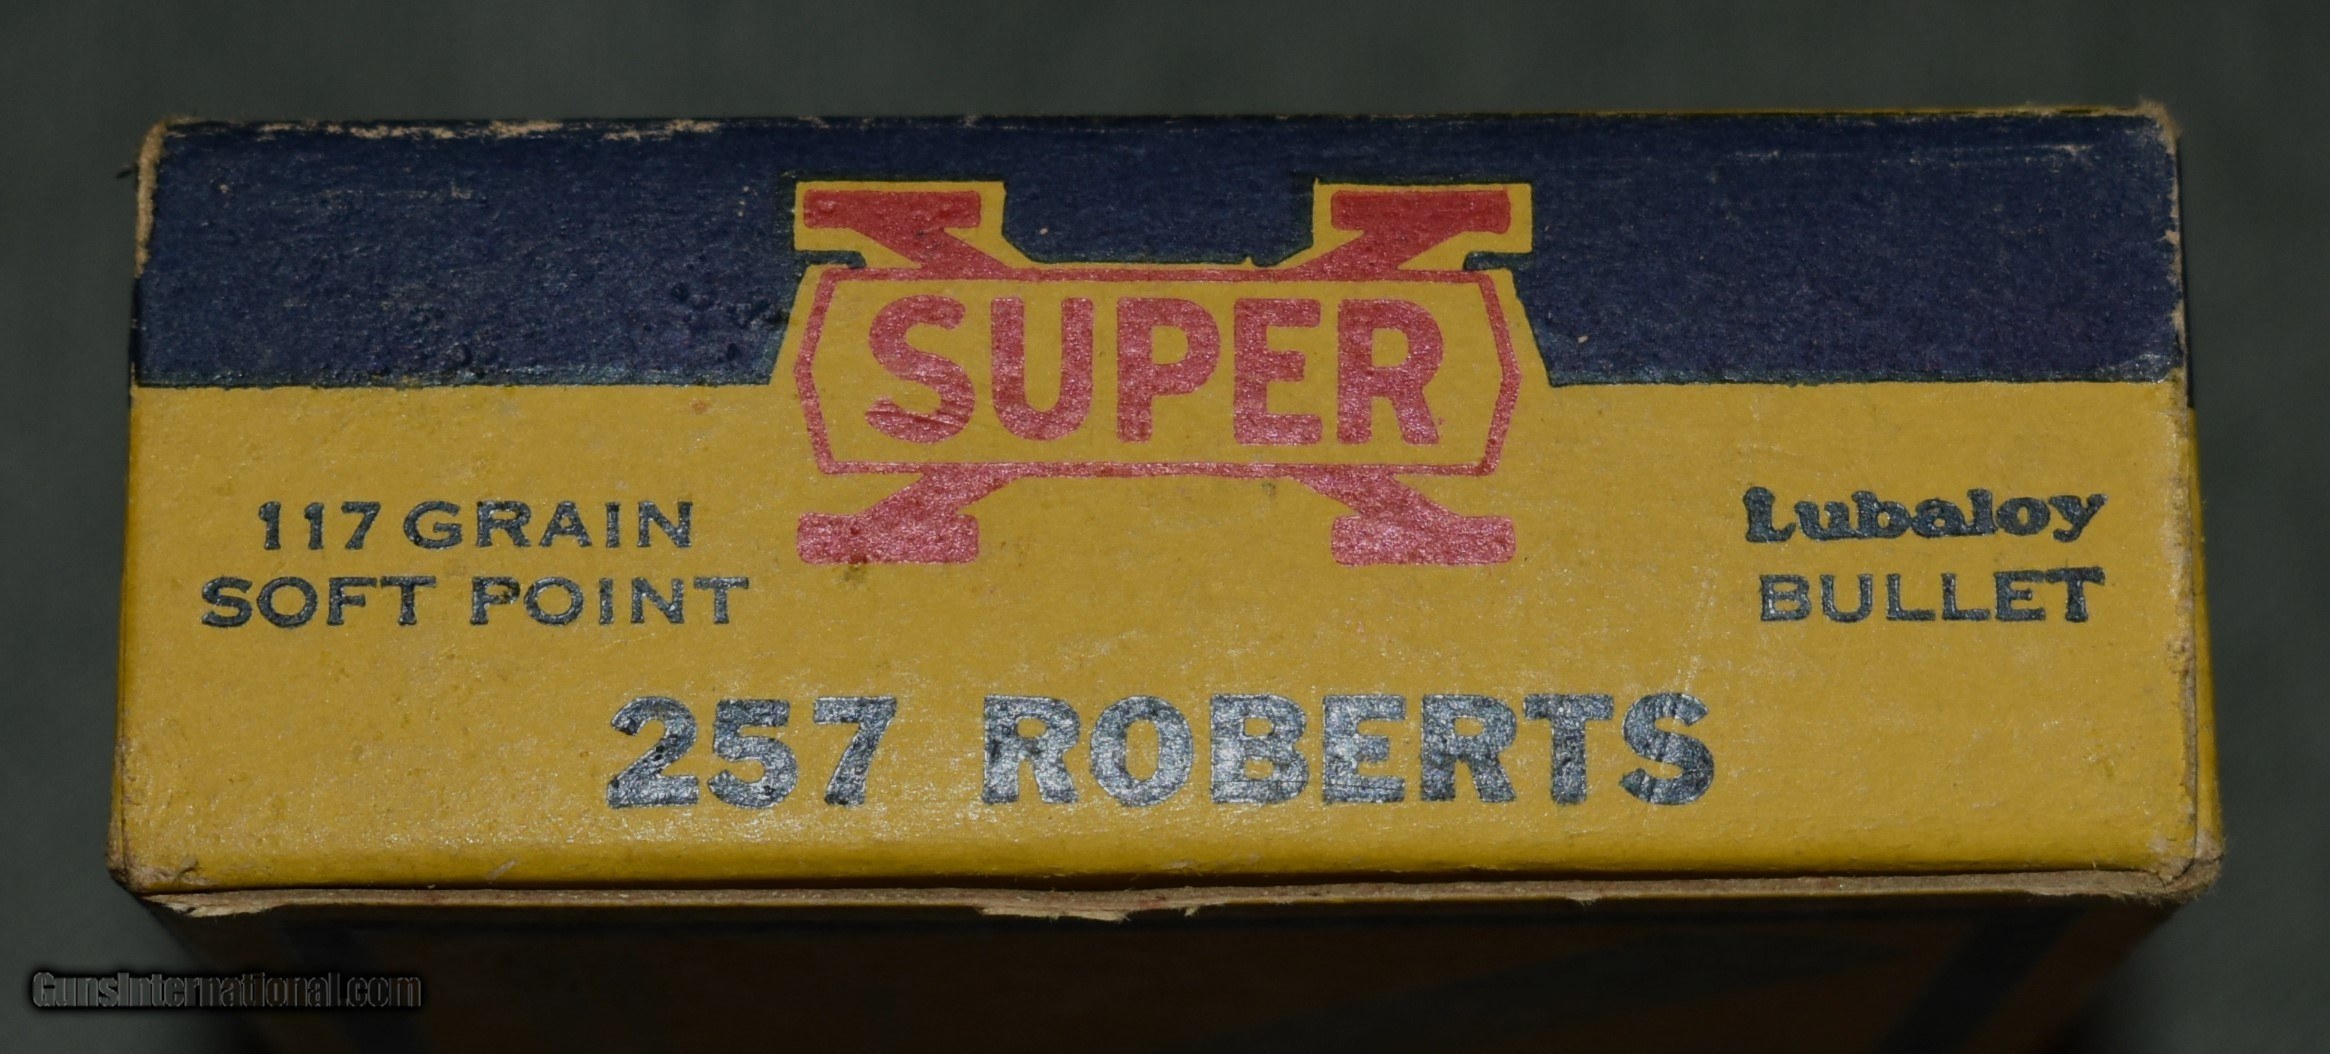 SUPER X
117 GRAIN
SOFT POINT
Lubaloy
BULLET
257 ROBERTS
GunsInternational.com